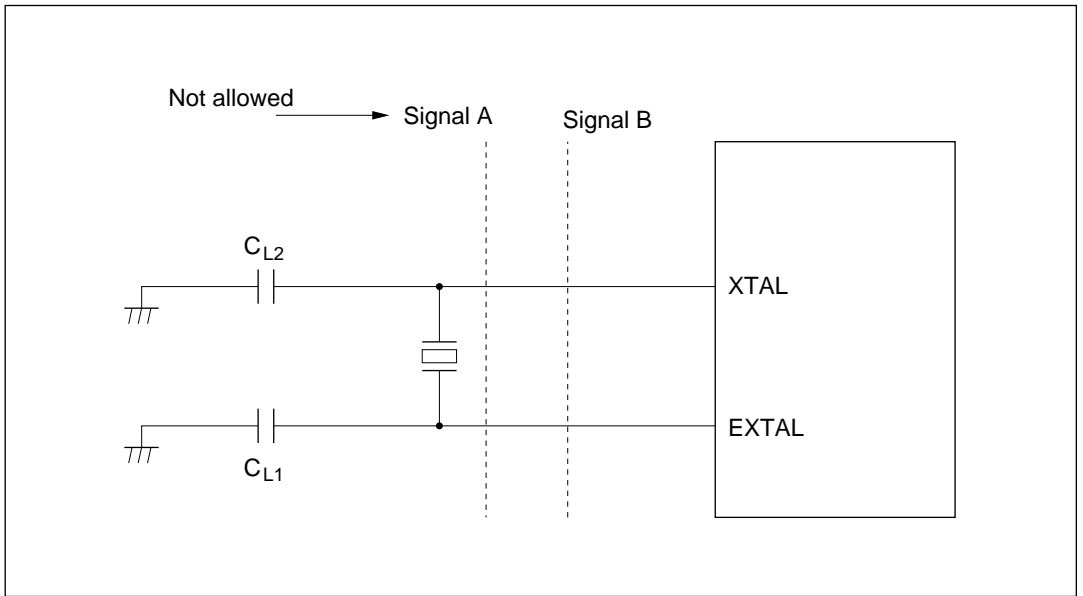 Not allowed
Signal A
Signal B
CL2
XTAL
EXTAL
CL1